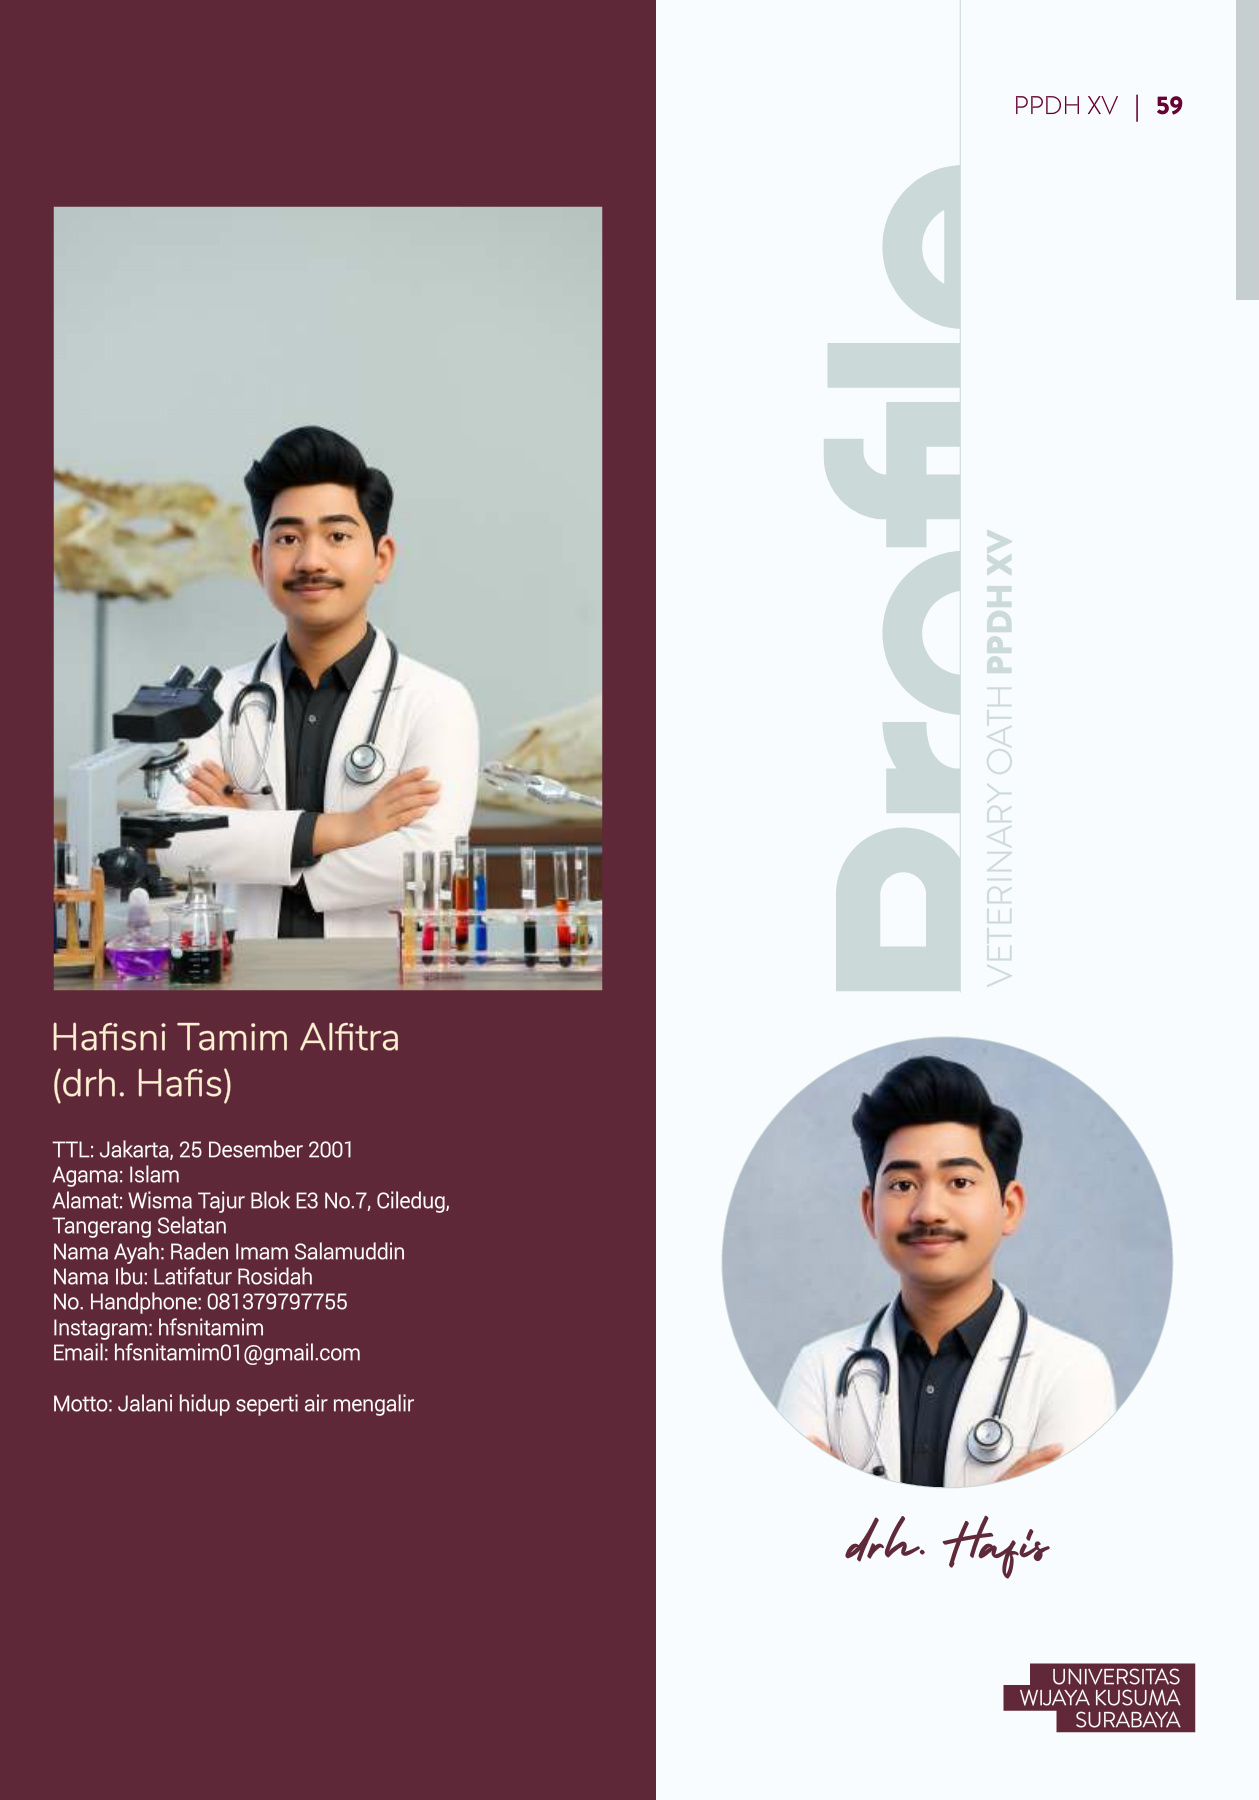 PPDH XV | 59
Profile
VETERINARY OATH PPDH XV
Hafisni Tamim Alfitra
(drh. Hafis)
TTL: Jakarta, 25 Desember 2001
Agama: Islam
Alamat: Wisma Tajur Blok E3 No.7, Ciledug,
Tangerang Selatan
Nama Ayah: Raden Imam Salamuddin
Nama Ibu: Latifatur Rosidah
No. Handphone: 081379797755
Instagram: hfsnitamim
Email: hfsnitamim01@gmail.com
Motto: Jalani hidup seperti air mengalir
drh. Hafis
UNIVERSITAS
WIJAYA KUSUMA
SURABAYA